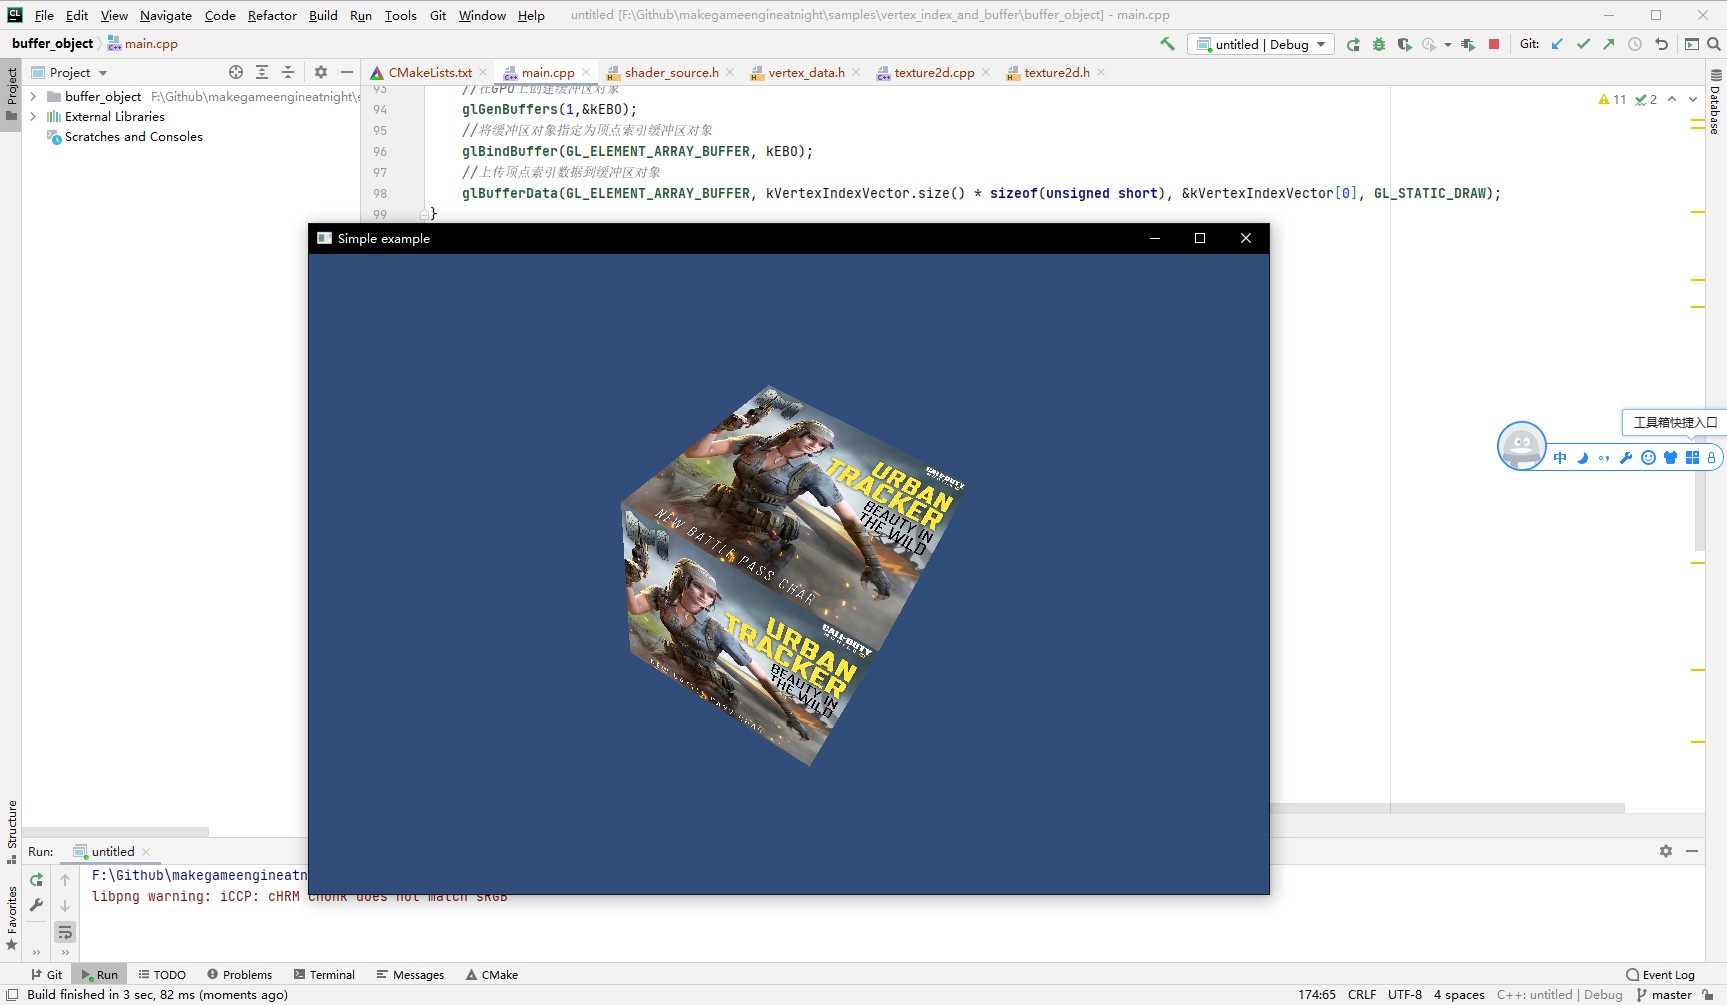 File Edit View Navigate Code Refactor Build Run Tools Git Window Help untitled [F:\Github\makegameengineatnight\samples\vertex_index_and_buffer\buffer_object] - main.cpp
buffer_object main.cpp untitled | Debug Git:
Project CMakeLists.txt main.cpp shader_source.h vertex_data.h texture2d.cpp texture2d.h
Project
Database
buffer_object F:\Github\makegameengineatnight\s
External Libraries
Scratches and Consoles
11 2
93 //在GPU上创建缓冲区对象
94 glGenBuffers(1,&kEBO);
95 //将缓冲区对象指定为顶点索引缓冲区对象
96 glBindBuffer(GL_ELEMENT_ARRAY_BUFFER, kEBO);
97 //上传顶点索引数据到缓冲区对象
98 glBufferData(GL_ELEMENT_ARRAY_BUFFER, kVertexIndexVector.size() * sizeof(unsigned short), &kVertexIndexVector[0], GL_STATIC_DRAW);
99 }
Simple example
CALL·DUTY
MOBILE
URBAN
TRACKER
BEAUTY IN
THE WILD
NEW BATTLE PASS CHAR
CALL·DUTY
MOBILE
URBAN
TRACKER
BEAUTY IN
THE WILD
NEW BATTLE PASS CHAR
工具箱快捷入口
中
Structure
Favorites
Run: untitled
F:\Github\makegameengineatn
libpng warning: iCCP: cHRM chunk does not match sRGB
Git Run TODO Problems Terminal Messages CMake Event Log
Build finished in 3 sec, 82 ms (moments ago) 174:65 CRLF UTF-8 4 spaces C++: untitled | Debug master